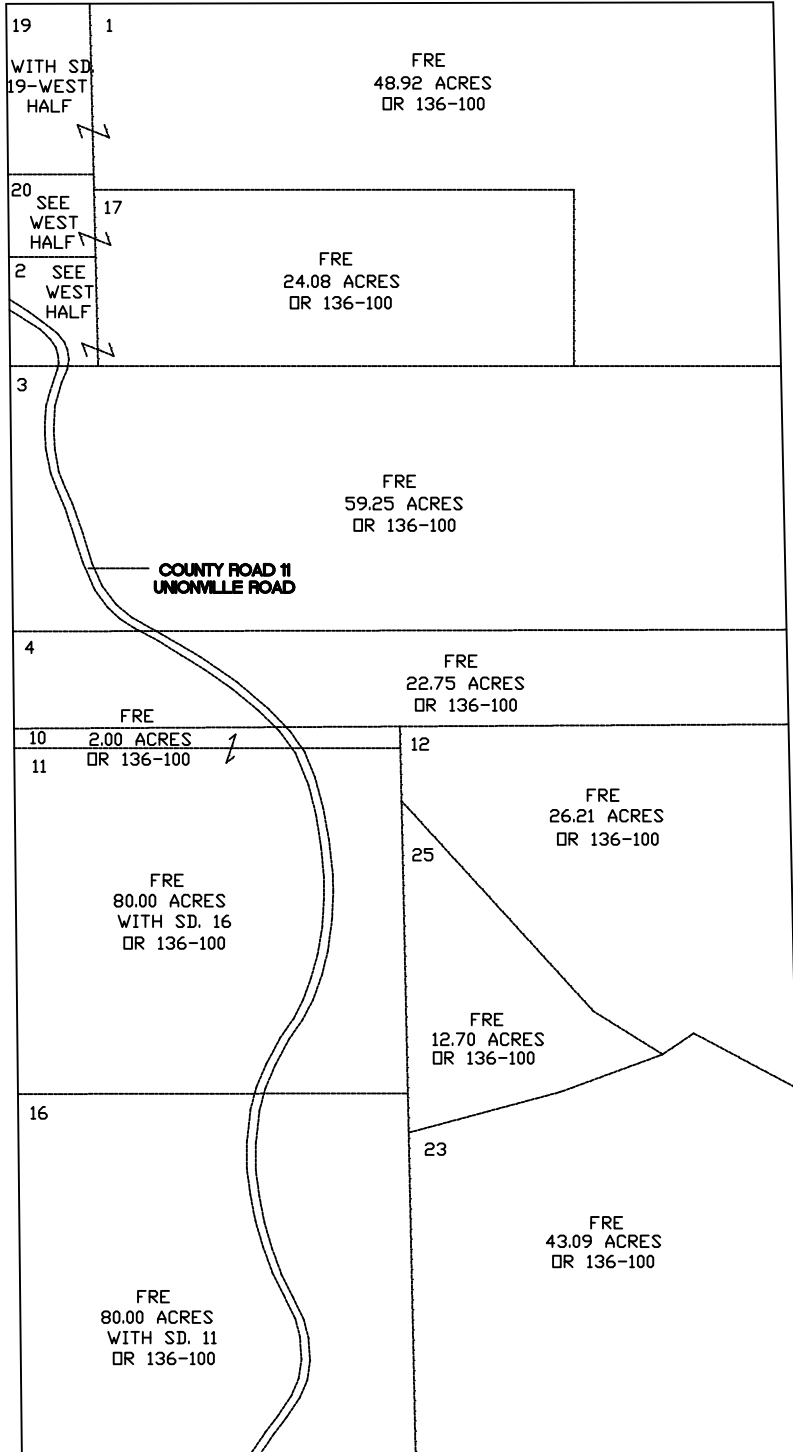 19
WITH SD.
19-WEST
HALF
1
FRE
48.92 ACRES
OR 136-100
20
SEE
WEST
HALF
17
FRE
24.08 ACRES
OR 136-100
2
SEE
WEST
HALF
3
FRE
59.25 ACRES
OR 136-100
COUNTY ROAD 11
UNIONVILLE ROAD
4
FRE
22.75 ACRES
OR 136-100
10
FRE
2.00 ACRES
OR 136-100
12
FRE
26.21 ACRES
OR 136-100
11
FRE
80.00 ACRES
WITH SD. 16
OR 136-100
25
FRE
12.70 ACRES
OR 136-100
16
FRE
80.00 ACRES
WITH SD. 11
OR 136-100
23
FRE
43.09 ACRES
OR 136-100